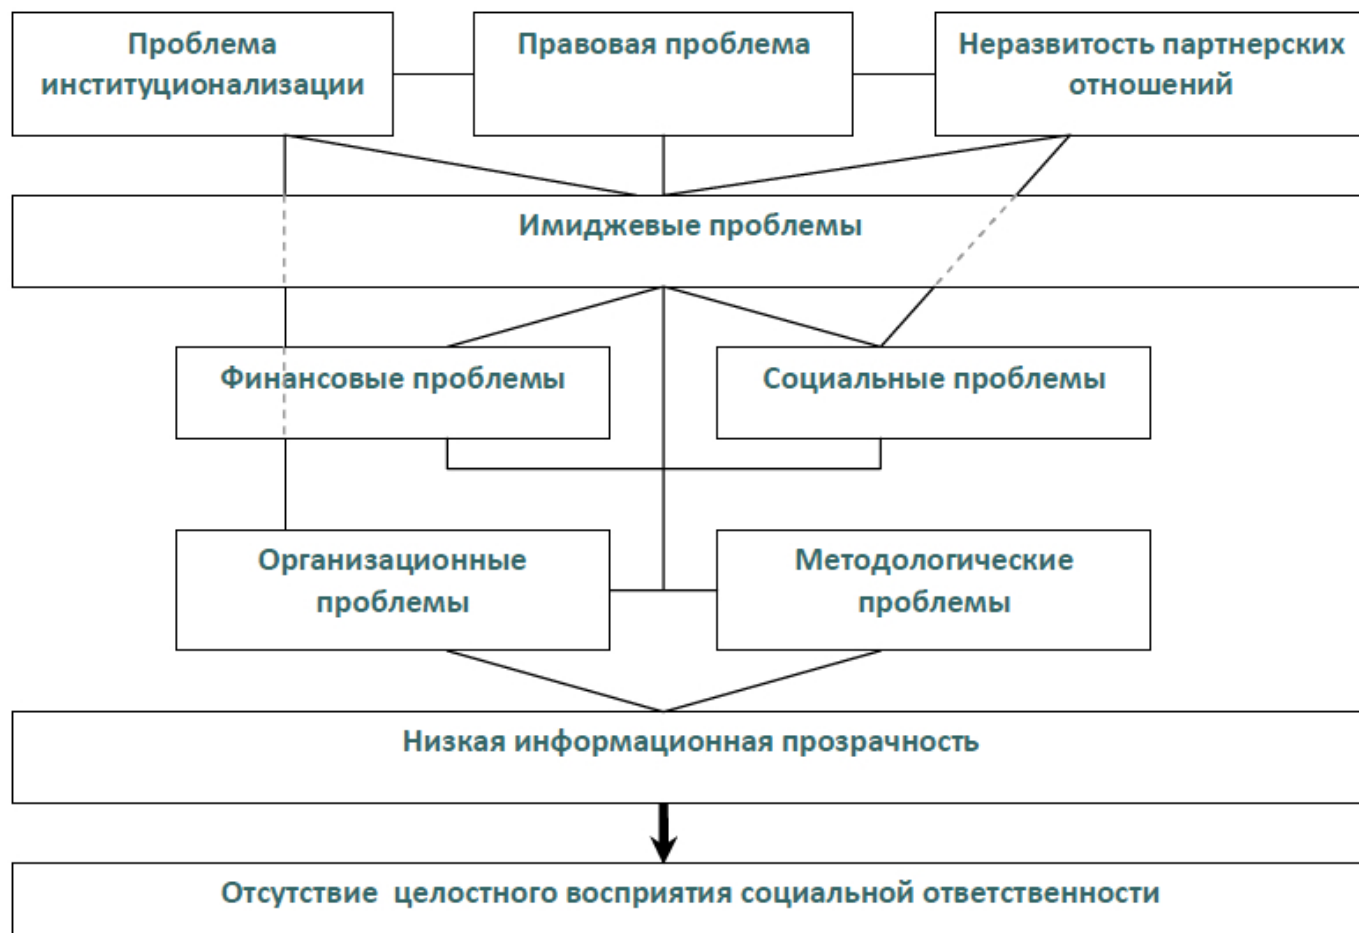 Проблема
институционализации
Правовая проблема
Неразвитость партнерских
отношений
Имиджевые проблемы
Финансовые проблемы
Социальные проблемы
Организационные
проблемы
Методологические
проблемы
Низкая информационная прозрачность
Отсутствие целостного восприятия социальной ответственности